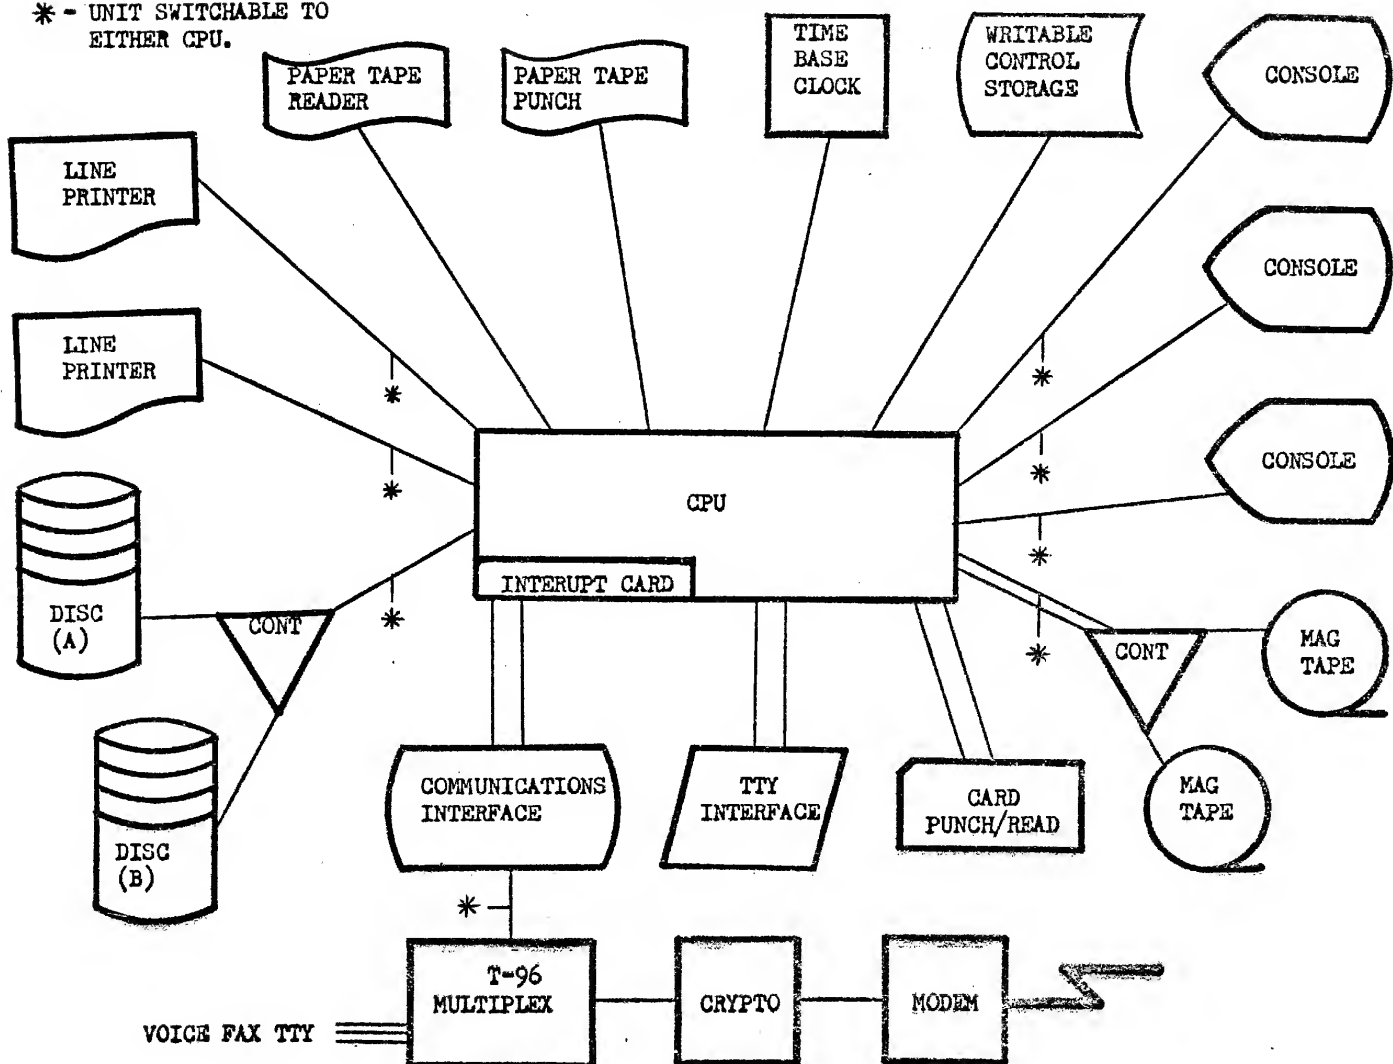 * - UNIT SWITCHABLE TO
EITHER CPU.
PAPER TAPE
READER
PAPER TAPE
PUNCH
TIME
BASE
CLOCK
WRITABLE
CONTROL
STORAGE
CONSOLE
LINE
PRINTER
CONSOLE
LINE
PRINTER
*
*
*
*
CONSOLE
CPU
*
INTERUPT CARD
DISC
(A)
CONT
*
*
CONT
MAG
TAPE
COMMUNICATIONS
INTERFACE
TTY
INTERFACE
CARD
PUNCH/READ
MAG
TAPE
DISC
(B)
*
T-96
MULTIPLEX
CRYPTO
MODEM
VOICE FAX TTY